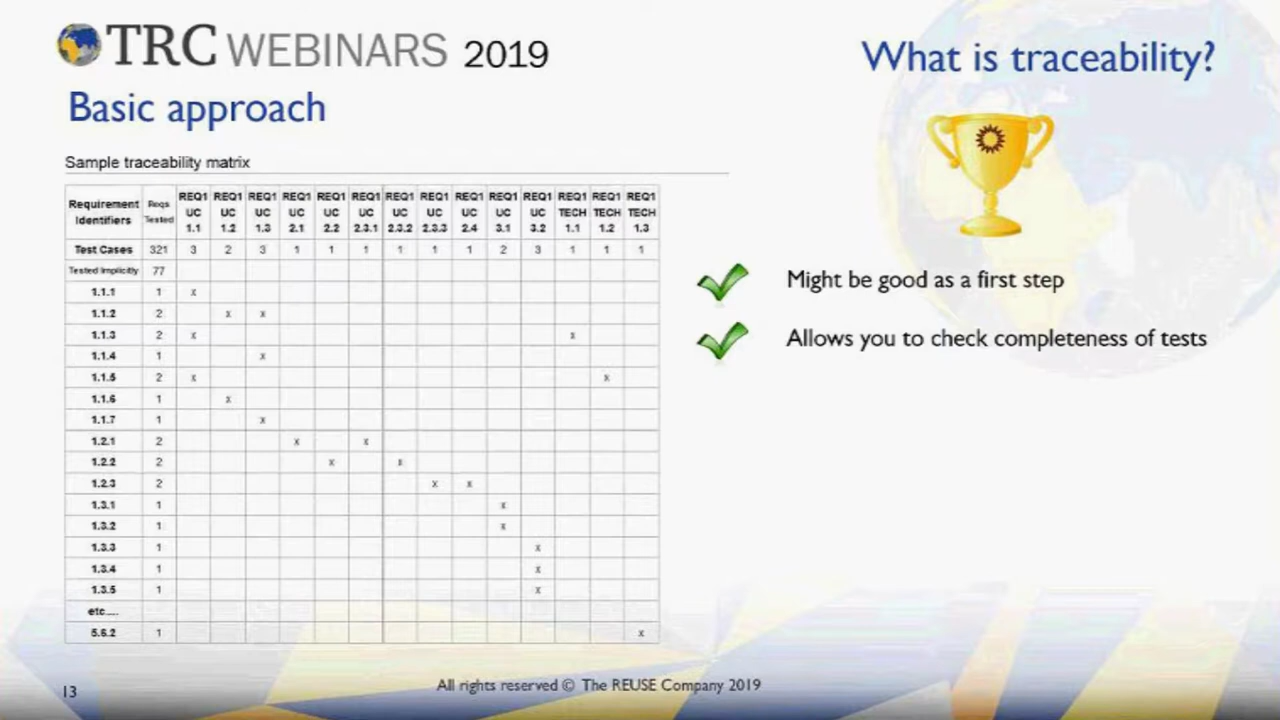 TRC WEBINARS 2019
What is traceability?
Basic approach
Sample traceability matrix
Requirement Identifiers Reqs Tested REQ1 UC 1.1 REQ1 UC 1.2 REQ1 UC 1.3 REQ1 UC 2.1 REQ1 UC 2.2 REQ1 UC 2.3.1 REQ1 UC 2.3.2 REQ1 UC 2.3.3 REQ1 UC 2.4 REQ1 UC 3.1 REQ1 UC 3.2 REQ1 TECH 1.1 REQ1 TECH 1.2 REQ1 TECH 1.3
Test Cases 321 3 2 3 1 1 1 1 1 1 2 3 1 1 1
Tested Implicitly 77
1.1.1 1 x
1.1.2 2 x x
1.1.3 2 x x
1.1.4 1 x
1.1.5 2 x x
1.1.6 1 x
1.1.7 1 x
1.2.1 2 x x
1.2.2 2 x x
1.2.3 2 x x
1.3.1 1 x
1.3.2 1 x
1.3.3 1 x
1.3.4 1 x
1.3.5 1 x
etc....
5.6.2 1 x
Might be good as a first step
Allows you to check completeness of tests
13
All rights reserved © The REUSE Company 2019